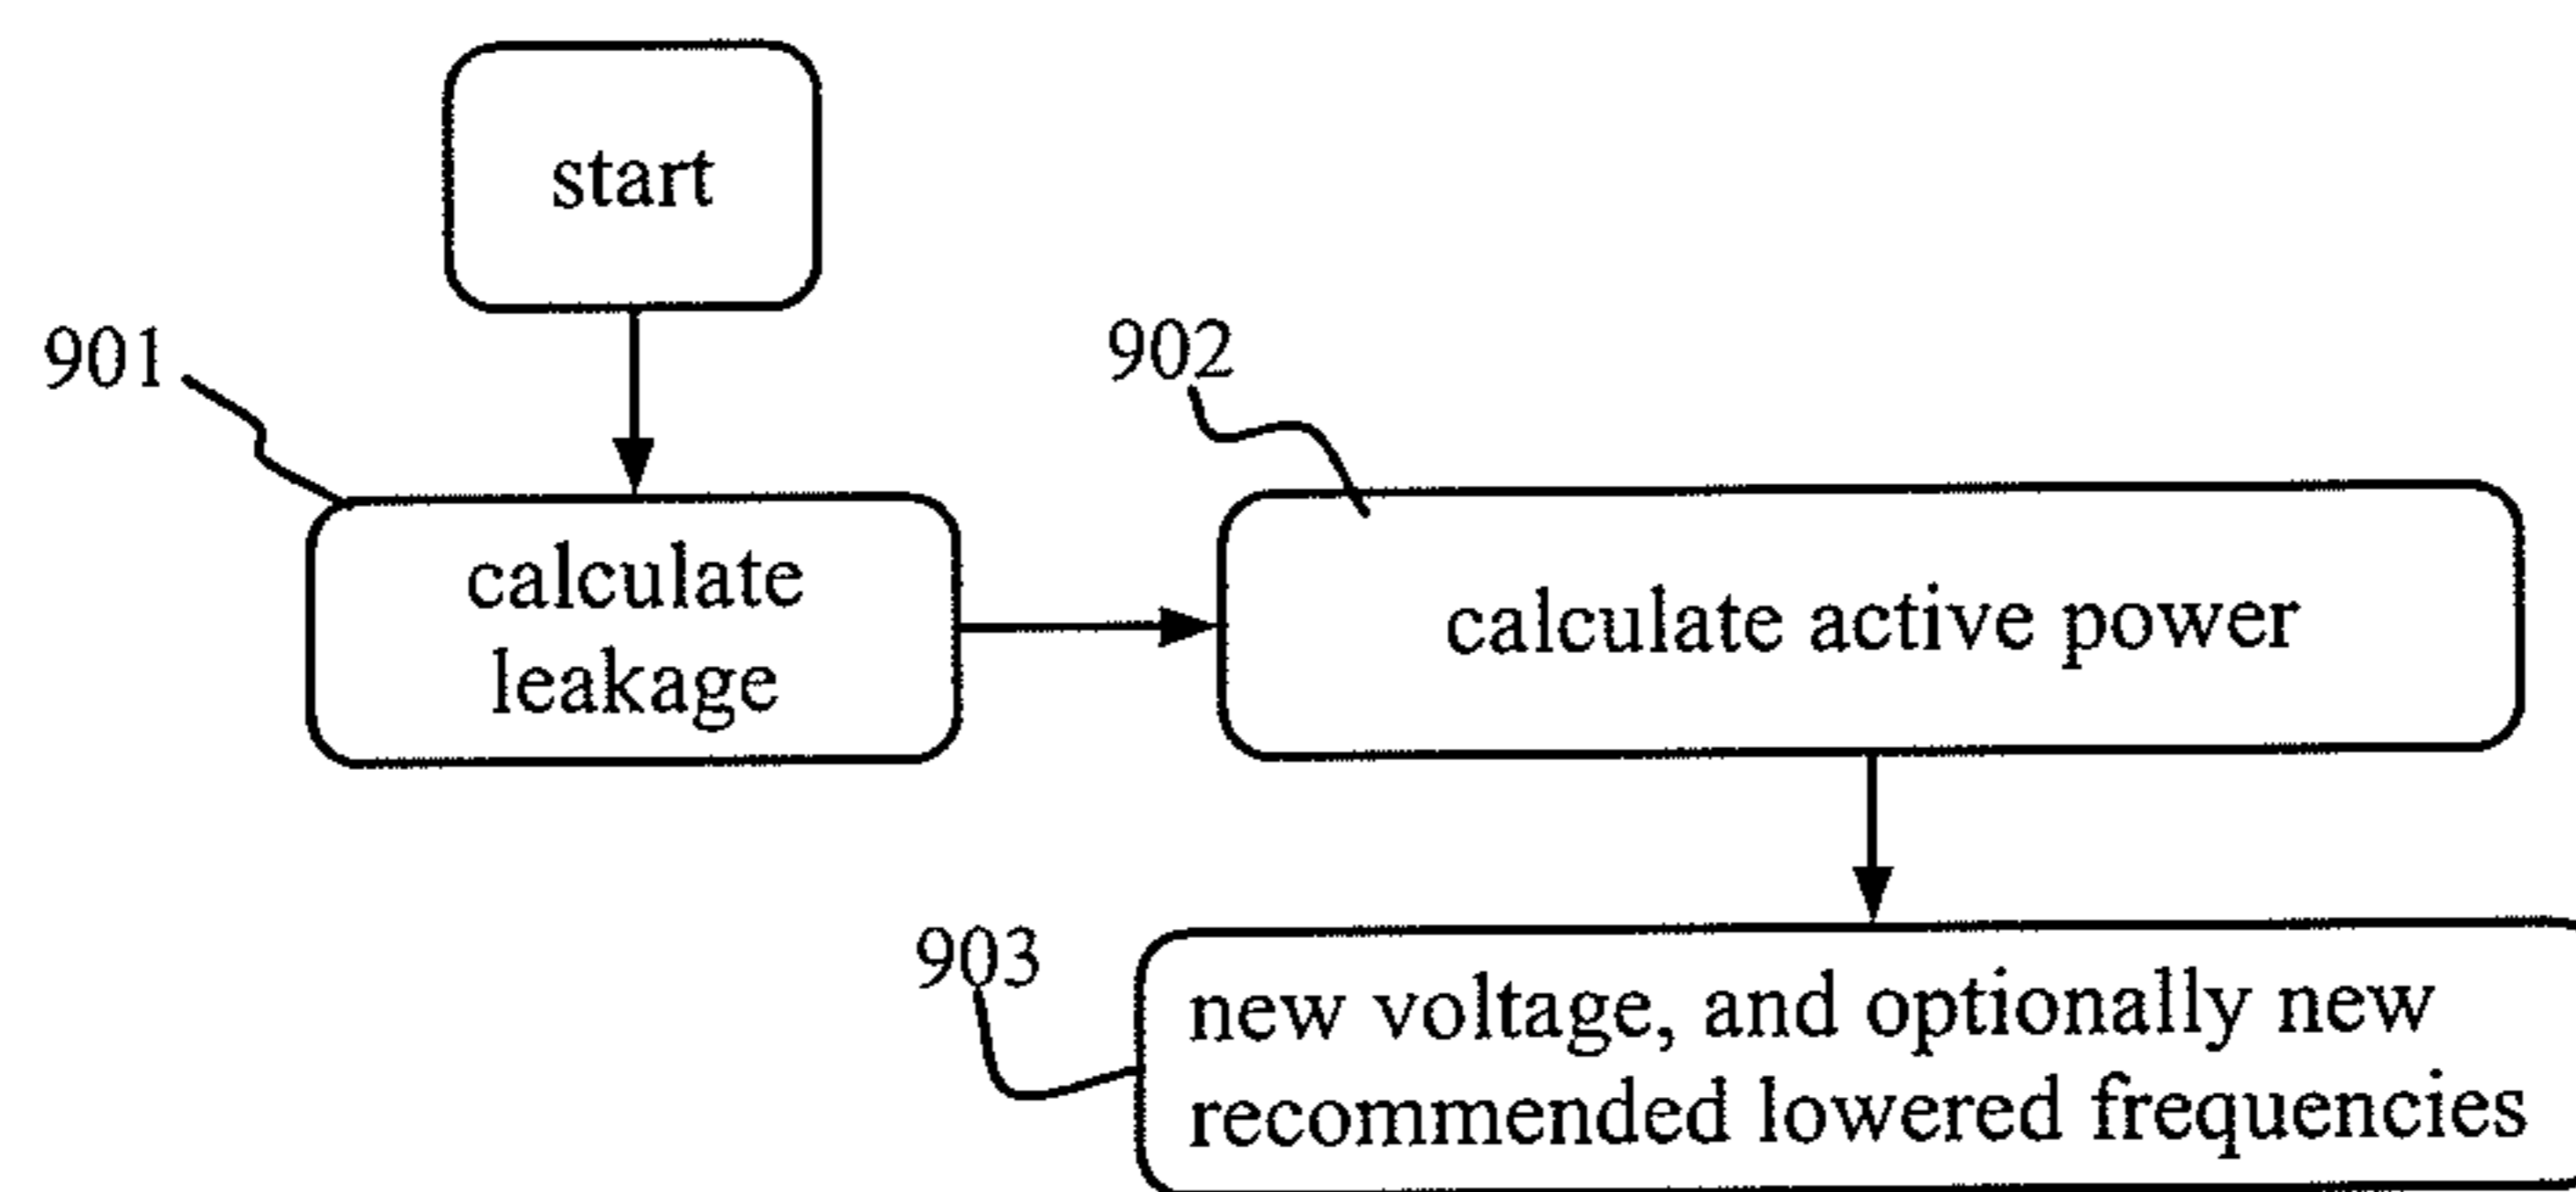 start
901
902
calculate
leakage
calculate active power
903
new voltage, and optionally new
recommended lowered frequencies